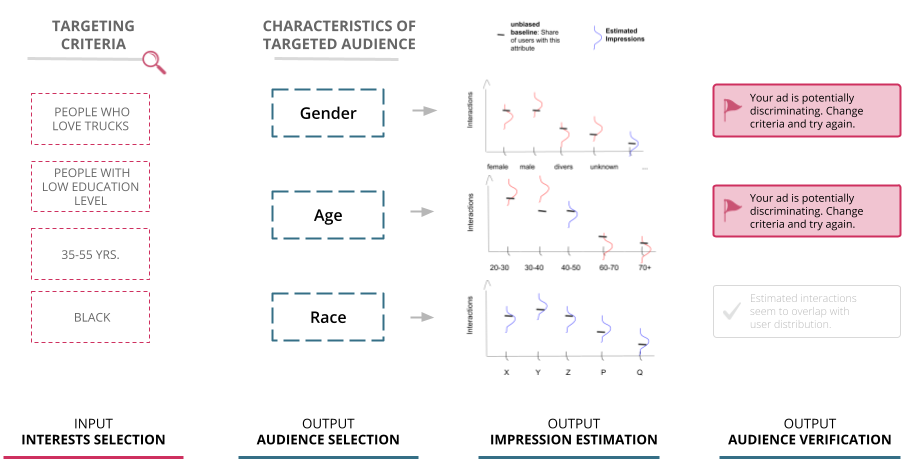 TARGETING
CRITERIA
PEOPLE WHO
LOVE TRUCKS
PEOPLE WITH
LOW EDUCATION
LEVEL
35-55 YRS.
BLACK
INPUT
INTERESTS SELECTION
CHARACTERISTICS OF
TARGETED AUDIENCE
Gender
Age
Race
OUTPUT
AUDIENCE SELECTION
unbiased
baseline: Share
of users with this
attribute
Estimated
Impressions
Interactions
female male divers unknown ...
Interactions
20-30 30-40 40-50 60-70 70+
Interactions
X Y Z P Q
OUTPUT
IMPRESSION ESTIMATION
Your ad is potentially
discriminating. Change
criteria and try again.
Your ad is potentially
discriminating. Change
criteria and try again.
Estimated interactions
seem to overlap with
user distribution.
OUTPUT
AUDIENCE VERIFICATION